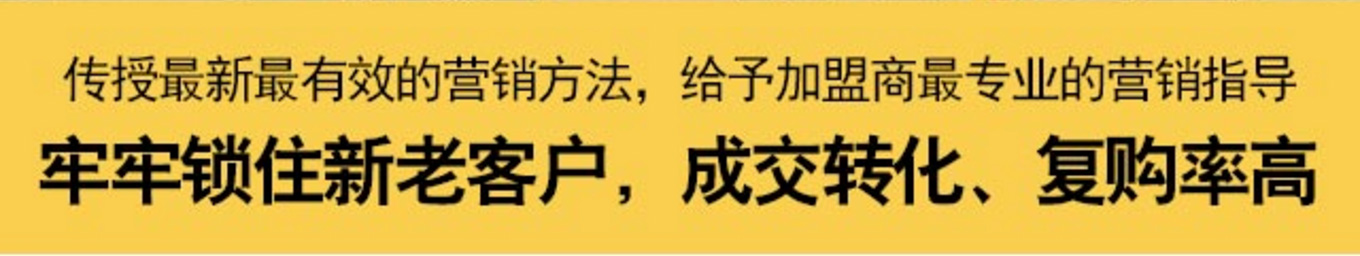 传授最新最有效的营销方法，给予加盟商最专业的营销指导
牢牢锁住新老客户，成交转化、复购率高